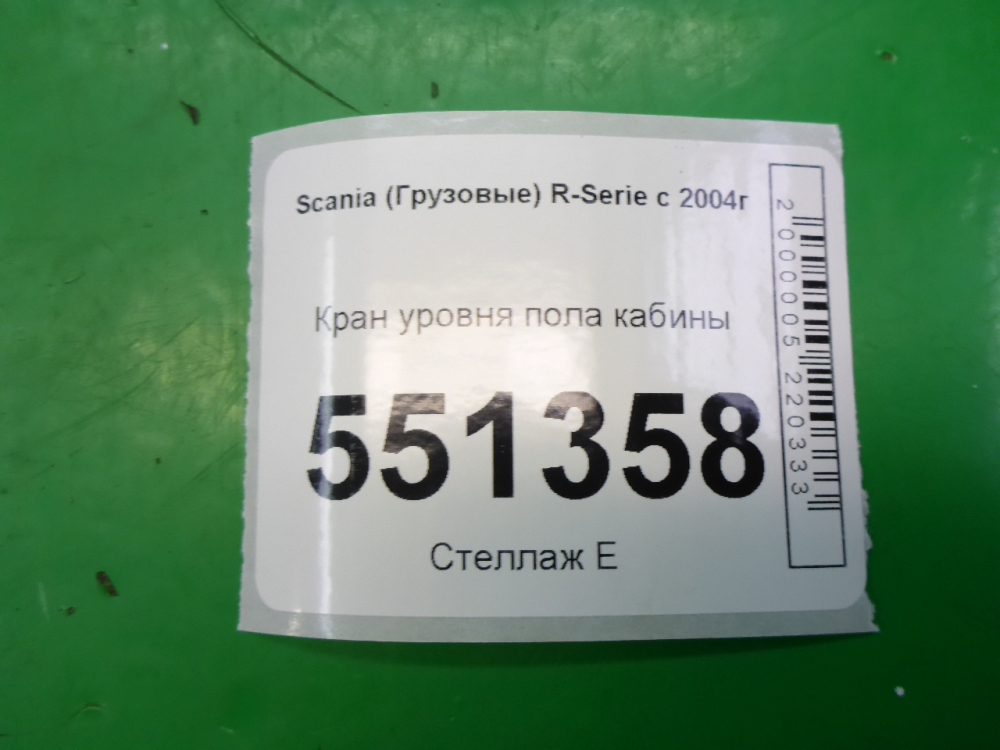 Scania (Грузовые) R-Serie с 2004г
Кран уровня пола кабины
551358
Стеллаж Е
2000005220333